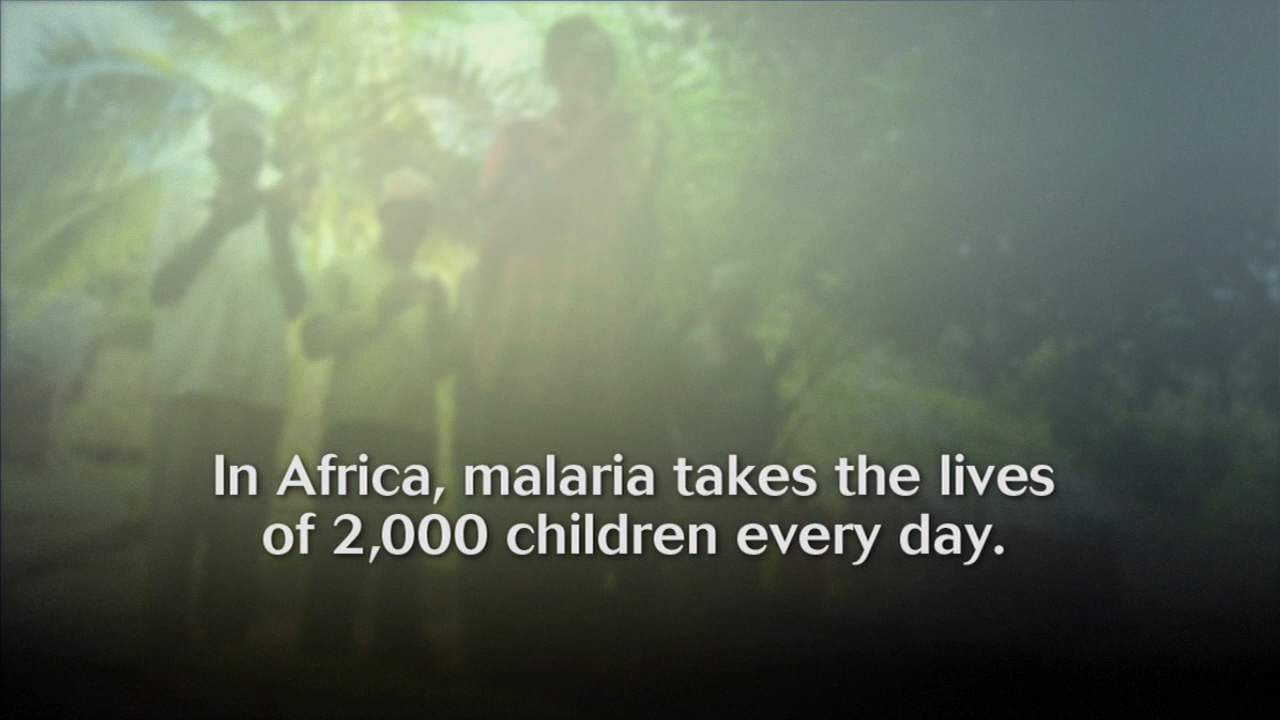 In Africa, malaria takes the lives
of 2,000 children every day.